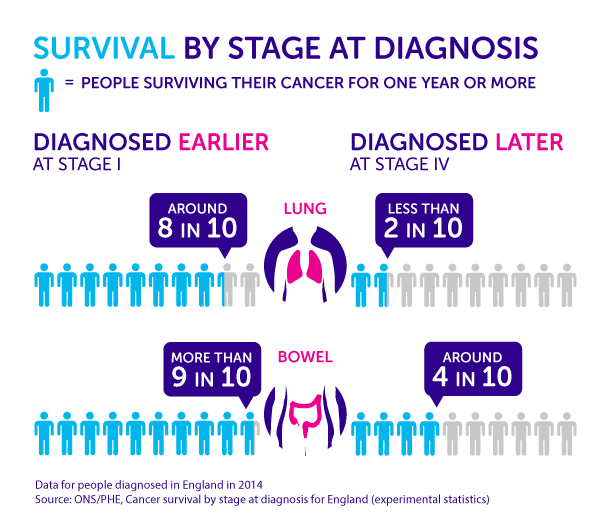 SURVIVAL BY STAGE AT DIAGNOSIS
= PEOPLE SURVIVING THEIR CANCER FOR ONE YEAR OR MORE
DIAGNOSED EARLIER
AT STAGE I
DIAGNOSED LATER
AT STAGE IV
AROUND
8 IN 10
LUNG
LESS THAN
2 IN 10
MORE THAN
9 IN 10
BOWEL
AROUND
4 IN 10
Data for people diagnosed in England in 2014
Source: ONS/PHE, Cancer survival by stage at diagnosis for England (experimental statistics)